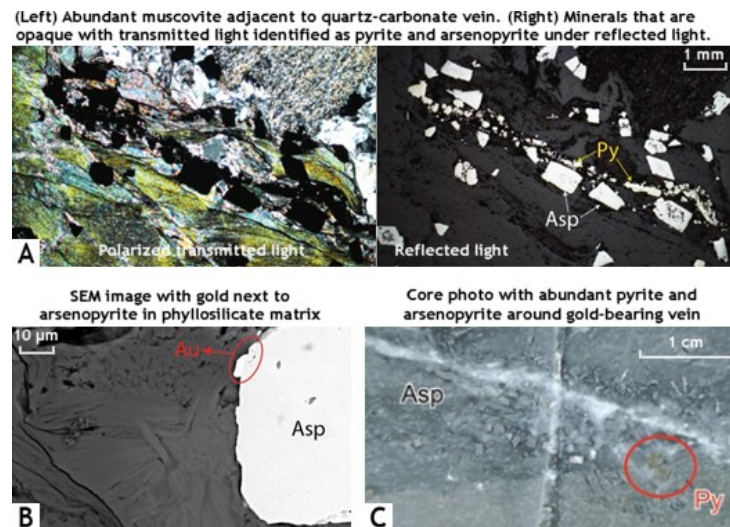 (Left) Abundant muscovite adjacent to quartz-carbonate vein. (Right) Minerals that are
opaque with transmitted light identified as pyrite and arsenopyrite under reflected light.
1 mm
Py
Asp
A
Polarized transmitted light
Reflected light
SEM image with gold next to
arsenopyrite in phyllosilicate matrix
10 µm
Au
Asp
B
Core photo with abundant pyrite and
arsenopyrite around gold-bearing vein
1 cm
Asp
Py
C